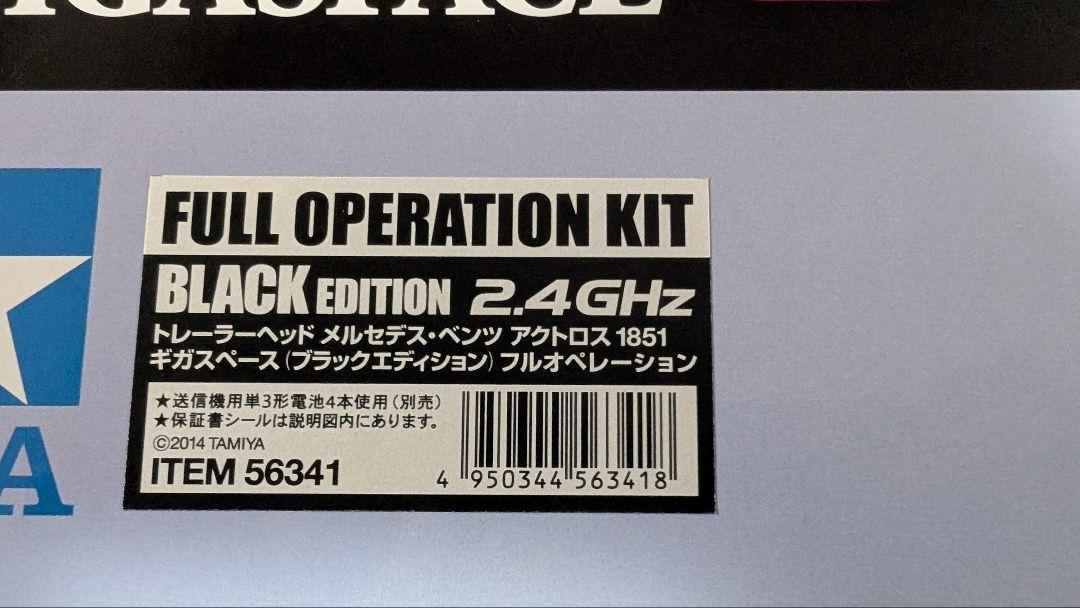 GIGASPACE
FULL OPERATION KIT
BLACK EDITION 2.4GHz
トレーラーヘッド メルセデス・ベンツ アクトロス 1851
ギガスペース(ブラックエディション) フルオペレーション
★送信機用単3形電池4本使用(別売)
★保証書シールは説明図内にあります。
©2014 TAMIYA
ITEM 56341
4 950344 563418
A